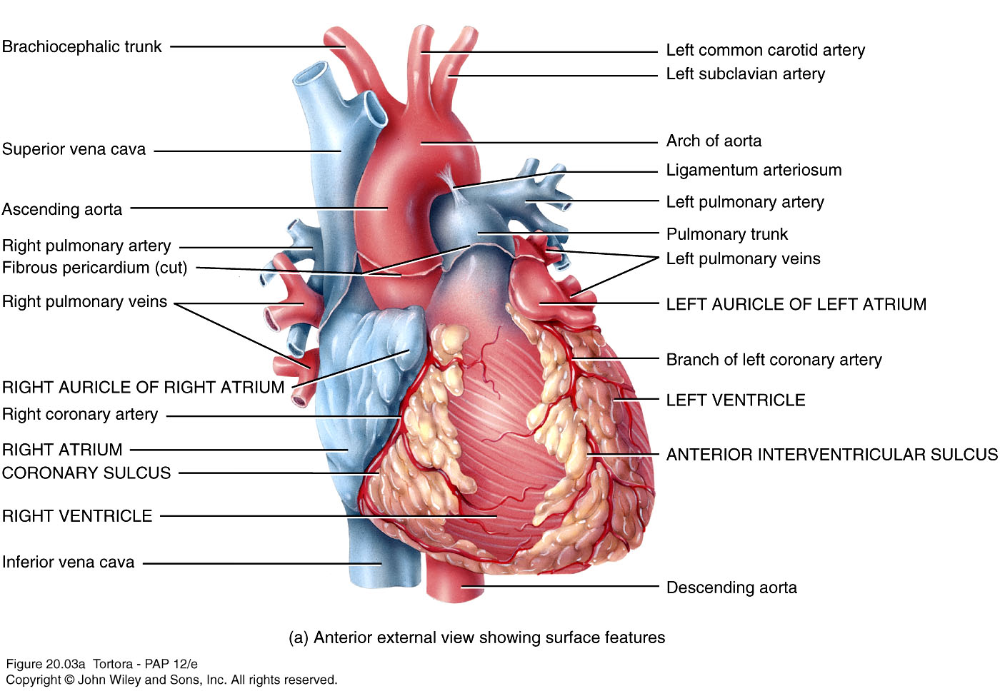 Brachiocephalic trunk
Superior vena cava
Ascending aorta
Right pulmonary artery
Fibrous pericardium (cut)
Right pulmonary veins
RIGHT AURICLE OF RIGHT ATRIUM
Right coronary artery
RIGHT ATRIUM
CORONARY SULCUS
RIGHT VENTRICLE
Inferior vena cava
Left common carotid artery
Left subclavian artery
Arch of aorta
Ligamentum arteriosum
Left pulmonary artery
Pulmonary trunk
Left pulmonary veins
LEFT AURICLE OF LEFT ATRIUM
Branch of left coronary artery
LEFT VENTRICLE
ANTERIOR INTERVENTRICULAR SULCUS
Descending aorta
(a) Anterior external view showing surface features
Figure 20.03a Tortora - PAP 12/e
Copyright © John Wiley and Sons, Inc. All rights reserved.